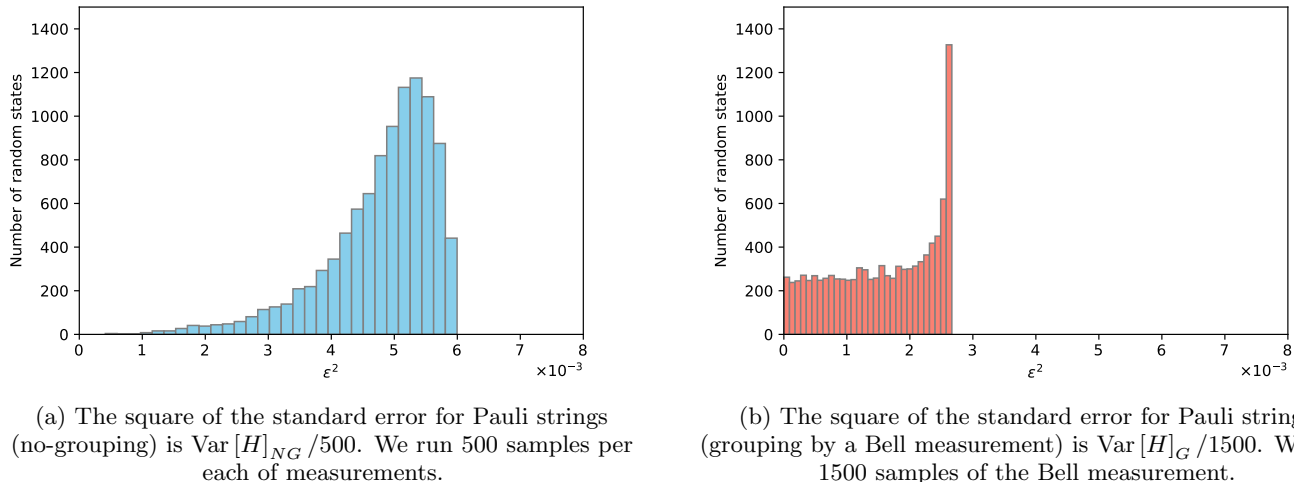 1400
1200
1000
800
600
400
200
0
Number of random states
0 1 2 3 4 5 6 7 8
ε²
×10⁻³
(a) The square of the standard error for Pauli strings
(no-grouping) is Var [H]_{NG} /500. We run 500 samples per
each of measurements.
1400
1200
1000
800
600
400
200
0
Number of random states
0 1 2 3 4 5 6 7 8
ε²
×10⁻³
(b) The square of the standard error for Pauli string
(grouping by a Bell measurement) is Var [H]_G /1500. W
1500 samples of the Bell measurement.